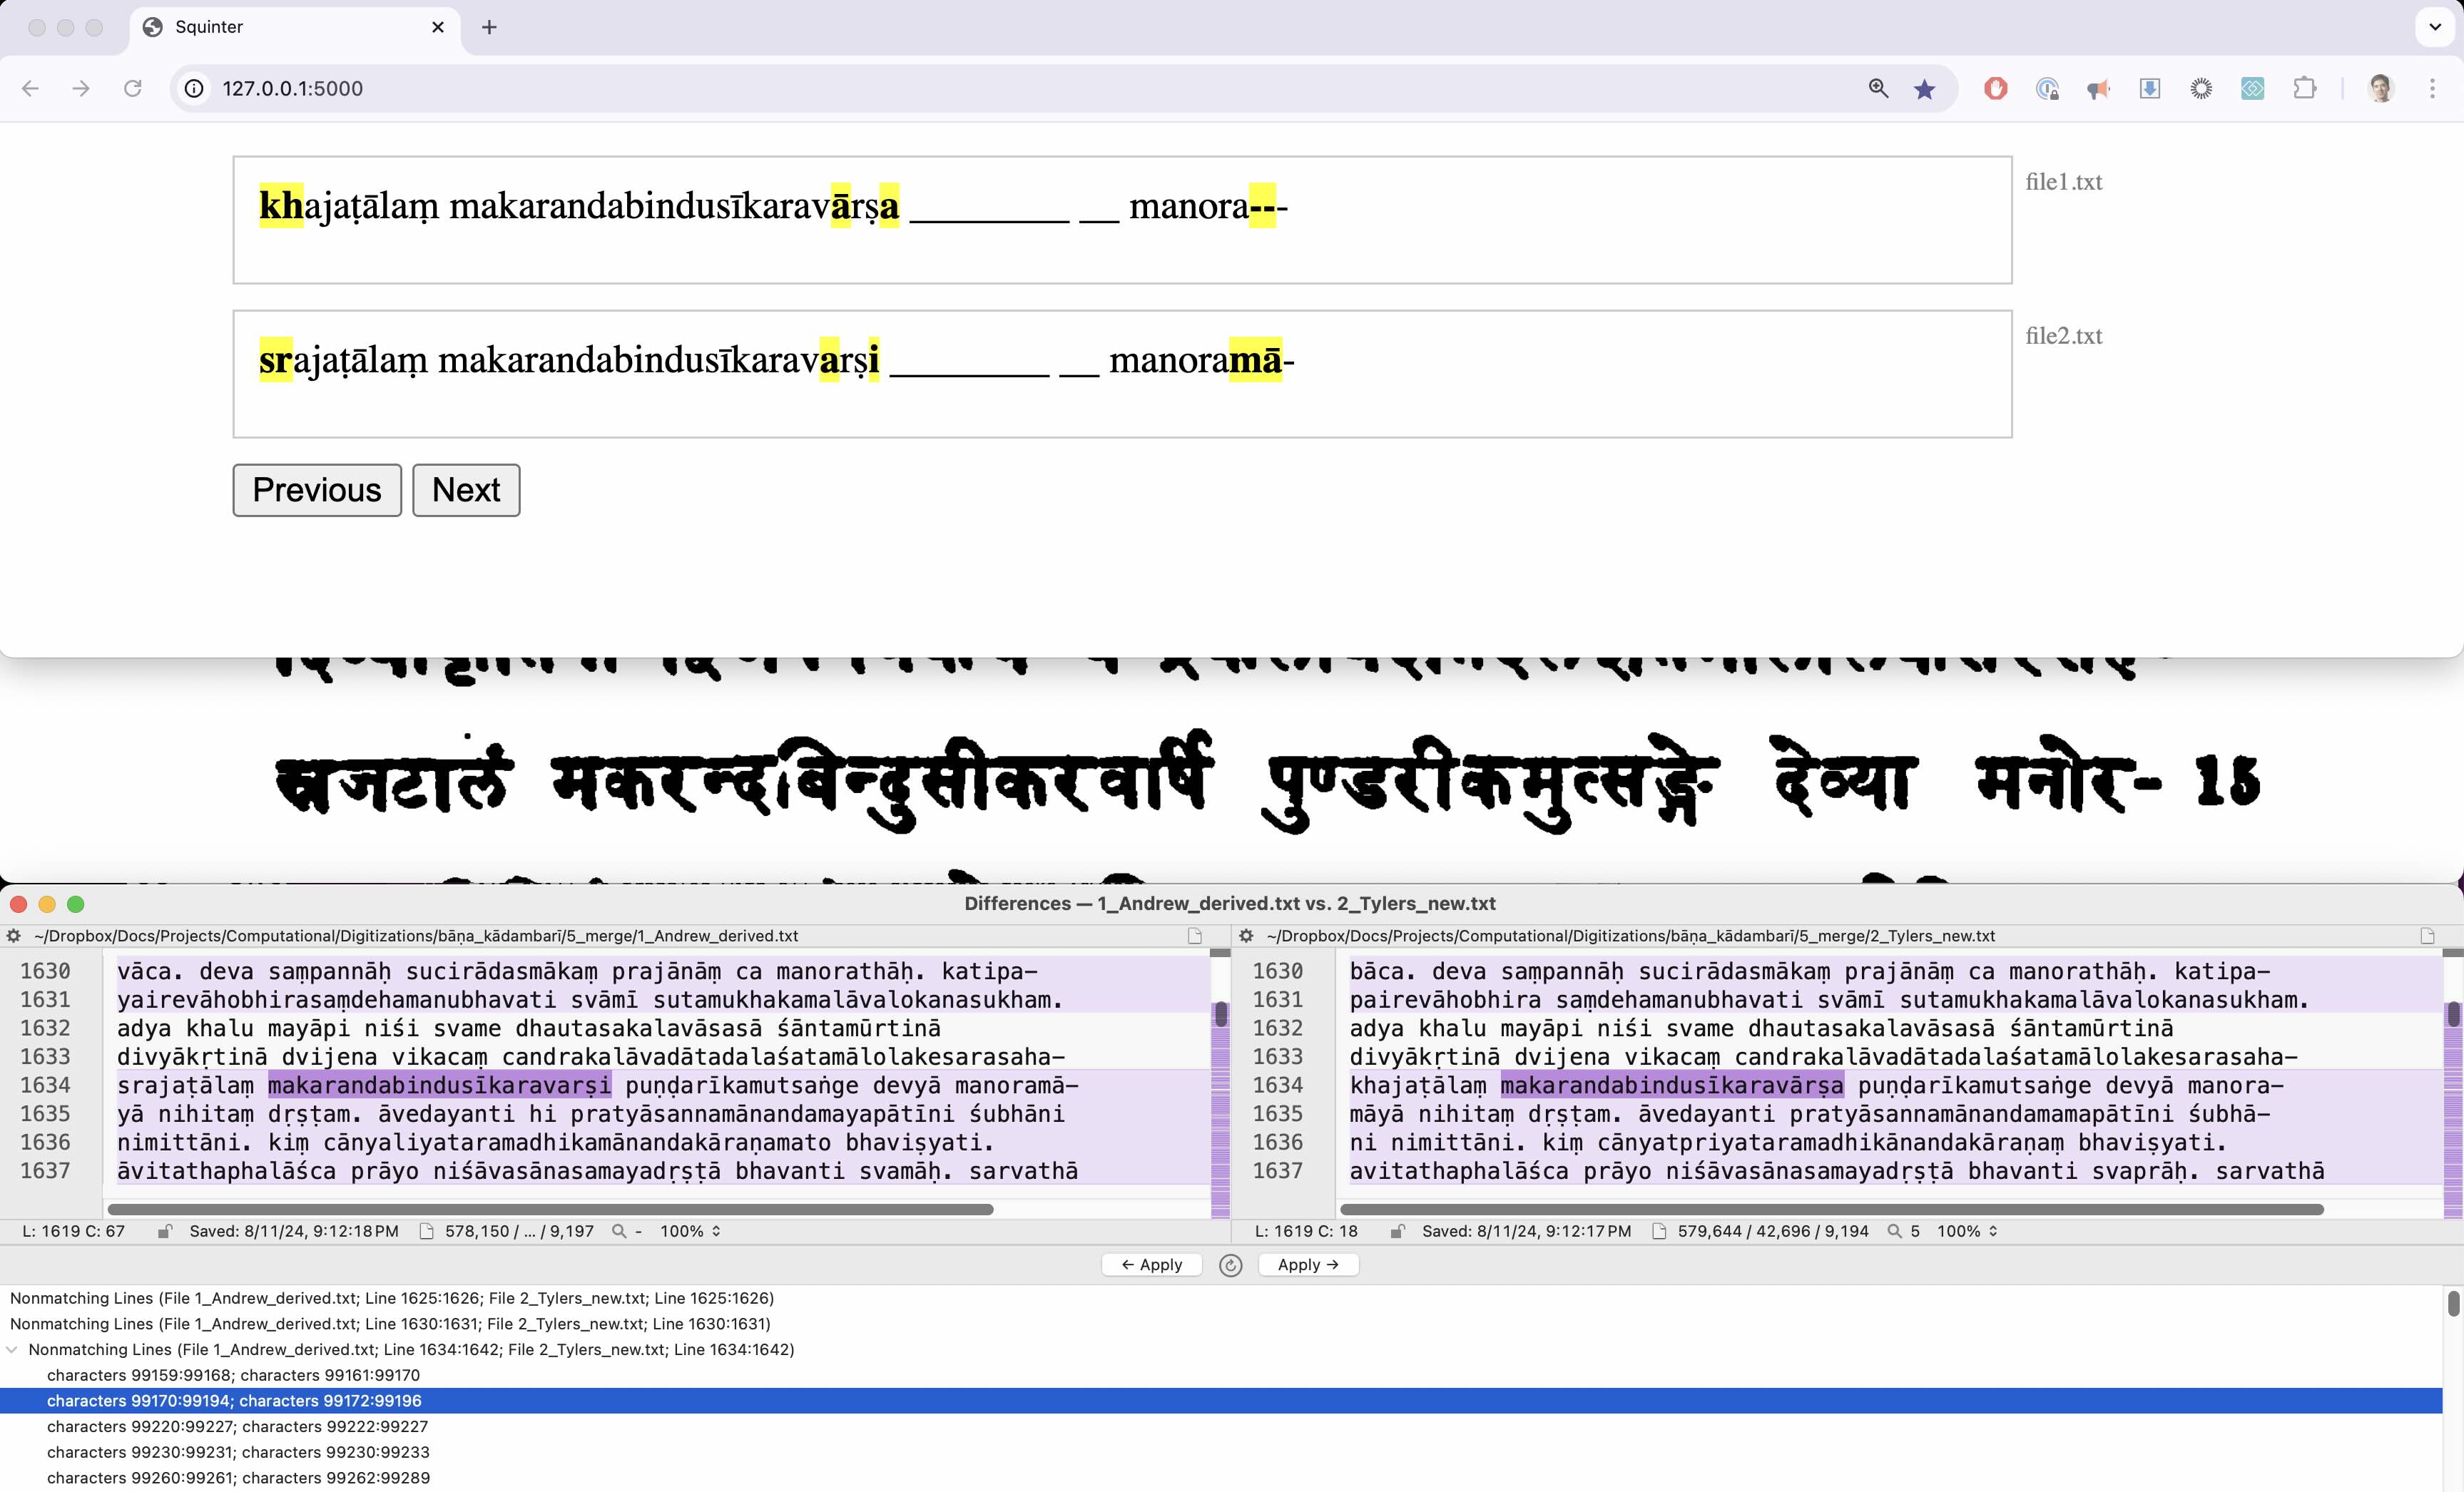 Squinter
127.0.0.1:5000
khajaṭālaṃ makarandabindusīkaravārṣa ________ __ manora---
file1.txt
srajaṭālaṃ makarandabindusīkaravarṣi ________ __ manoramā-
file2.txt
Previous Next
स्रजटालं मकरन्दबिन्दुसीकरवर्षि पुण्डरीकमुत्सङ्गे देव्या मनोर- 15
Differences — 1_Andrew_derived.txt vs. 2_Tylers_new.txt
~/Dropbox/Docs/Projects/Computational/Digitizations/bāṇa_kādambarī/5_merge/1_Andrew_derived.txt
1630 vāca. deva saṃpannāḥ sucirādasmākaṃ prajānāṃ ca manorathāḥ. katipa-
1631 yairevāhobhirasaṃdehamanubhavati svāmī sutamukhakamalāvalokanasukham.
1632 adya khalu mayāpi niśi svame dhautasakalavāsasā śāntamūrtinā
1633 divyākṛtinā dvijena vikacaṃ candrakalāvadātadalaśatamālolakesarasaha-
1634 srajaṭālaṃ makarandabindusīkaravarṣi puṇḍarīkamutsaṅge devyā manoramā-
1635 yā nihitaṃ dṛṣṭam. āvedayanti hi pratyāsannamānandamayapātīni śubhāni
1636 nimittāni. kiṃ cānyaliyataramadhikamānandakāraṇamato bhaviṣyati.
1637 āvitathaphalāśca prāyo niśāvasānasamayadṛṣṭā bhavanti svamāḥ. sarvathā
L: 1619 C: 67 Saved: 8/11/24, 9:12:18 PM 578,150 / ... / 9,197 - 100%
~/Dropbox/Docs/Projects/Computational/Digitizations/bāṇa_kādambarī/5_merge/2_Tylers_new.txt
1630 bāca. deva saṃpannāḥ sucirādasmākaṃ prajānāṃ ca manorathāḥ. katipa-
1631 pairevāhobhira saṃdehamanubhavati svāmī sutamukhakamalāvalokanasukham.
1632 adya khalu mayāpi niśi svame dhautasakalavāsasā śāntamūrtinā
1633 divyākṛtinā dvijena vikacaṃ candrakalāvadātadalaśatamālolakesarasaha-
1634 khajaṭālaṃ makarandabindusīkaravārṣa puṇḍarīkamutsaṅge devyā manora-
1635 māyā nihitaṃ dṛṣṭam. āvedayanti pratyāsannamānandamamapātīni śubhā-
1636 ni nimittāni. kiṃ cānyatpriyataramadhikānandakāraṇaṃ bhaviṣyati.
1637 avitathaphalāśca prāyo niśāvasānasamayadṛṣṭā bhavanti svaprāḥ. sarvathā
L: 1619 C: 18 Saved: 8/11/24, 9:12:17 PM 579,644 / 42,696 / 9,194 5 100%
← Apply Apply →
Nonmatching Lines (File 1_Andrew_derived.txt; Line 1625:1626; File 2_Tylers_new.txt; Line 1625:1626)
Nonmatching Lines (File 1_Andrew_derived.txt; Line 1630:1631; File 2_Tylers_new.txt; Line 1630:1631)
Nonmatching Lines (File 1_Andrew_derived.txt; Line 1634:1642; File 2_Tylers_new.txt; Line 1634:1642)
characters 99159:99168; characters 99161:99170
characters 99170:99194; characters 99172:99196
characters 99220:99227; characters 99222:99227
characters 99230:99231; characters 99230:99233
characters 99260:99261; characters 99262:99289